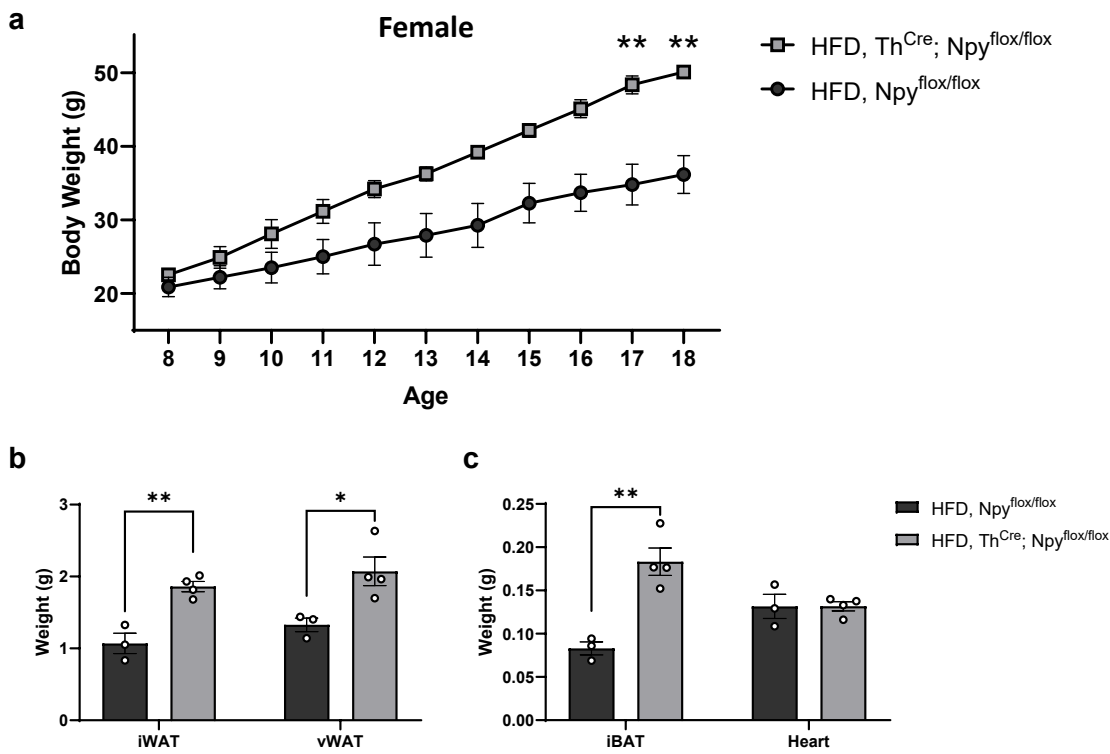 a
Female
** **
HFD, Th^Cre; Npy^flox/flox
HFD, Npy^flox/flox
Body Weight (g)
50
40
30
20
8 9 10 11 12 13 14 15 16 17 18
Age
b
** *
Weight (g)
3
2
1
0
iWAT vWAT
c
**
Weight (g)
0.25
0.20
0.15
0.10
0.05
0.00
iBAT Heart
HFD, Npy^flox/flox
HFD, Th^Cre; Npy^flox/flox